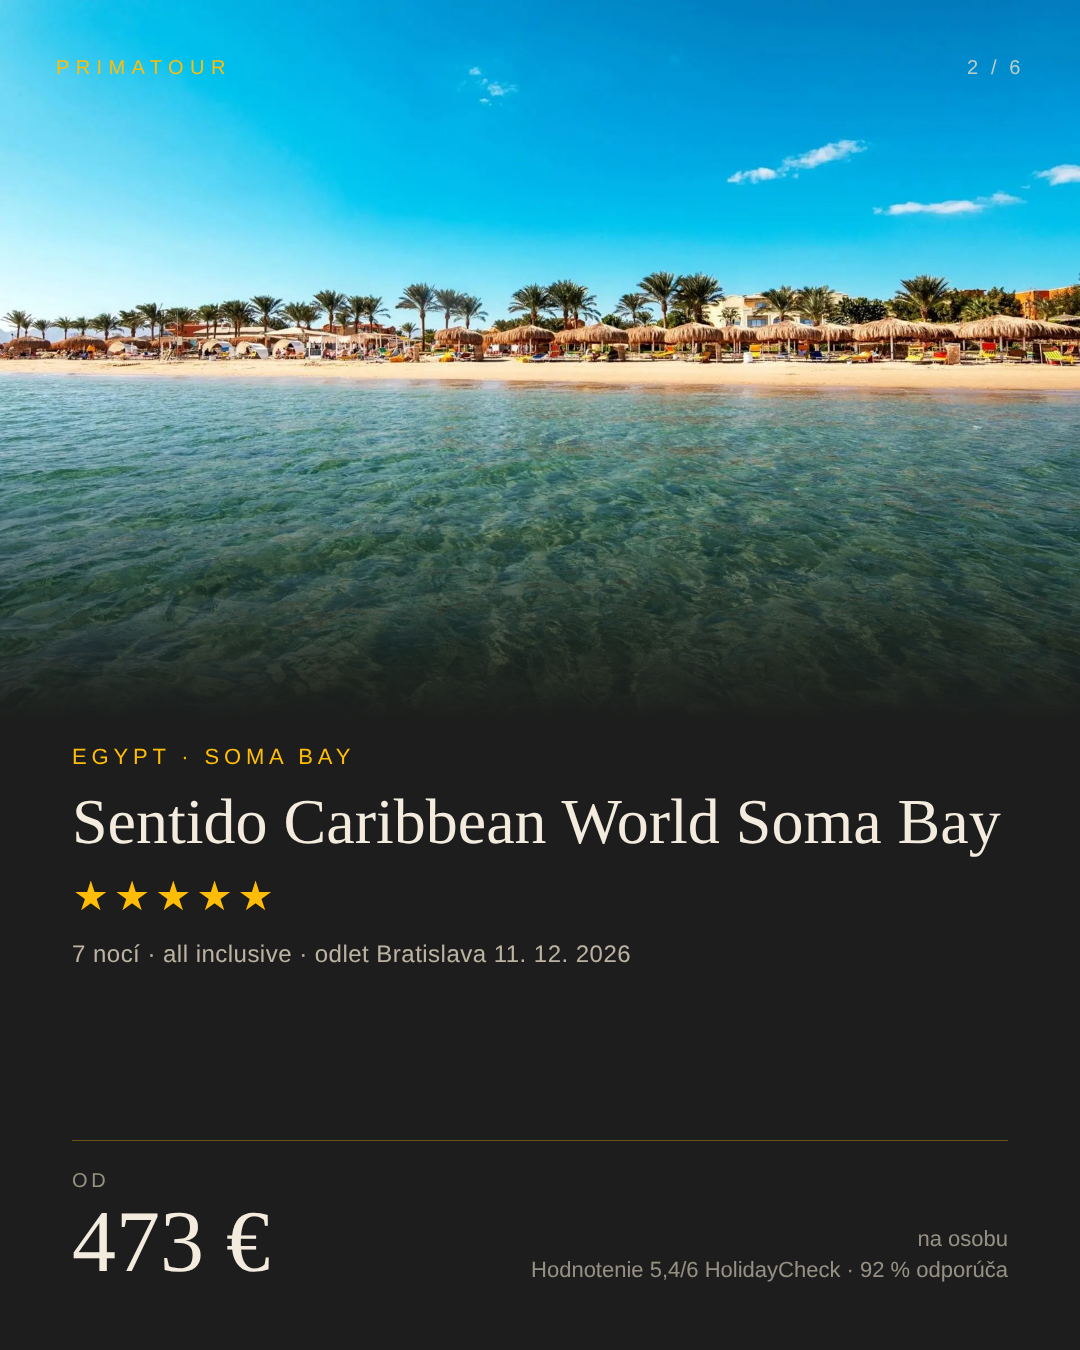 PRIMATOUR
2 / 6
EGYPT · SOMA BAY
Sentido Caribbean World Soma Bay
★★★★★
7 nocí · all inclusive · odlet Bratislava 11. 12. 2026
OD
473 €
na osobu
Hodnotenie 5,4/6 HolidayCheck · 92 % odporúča